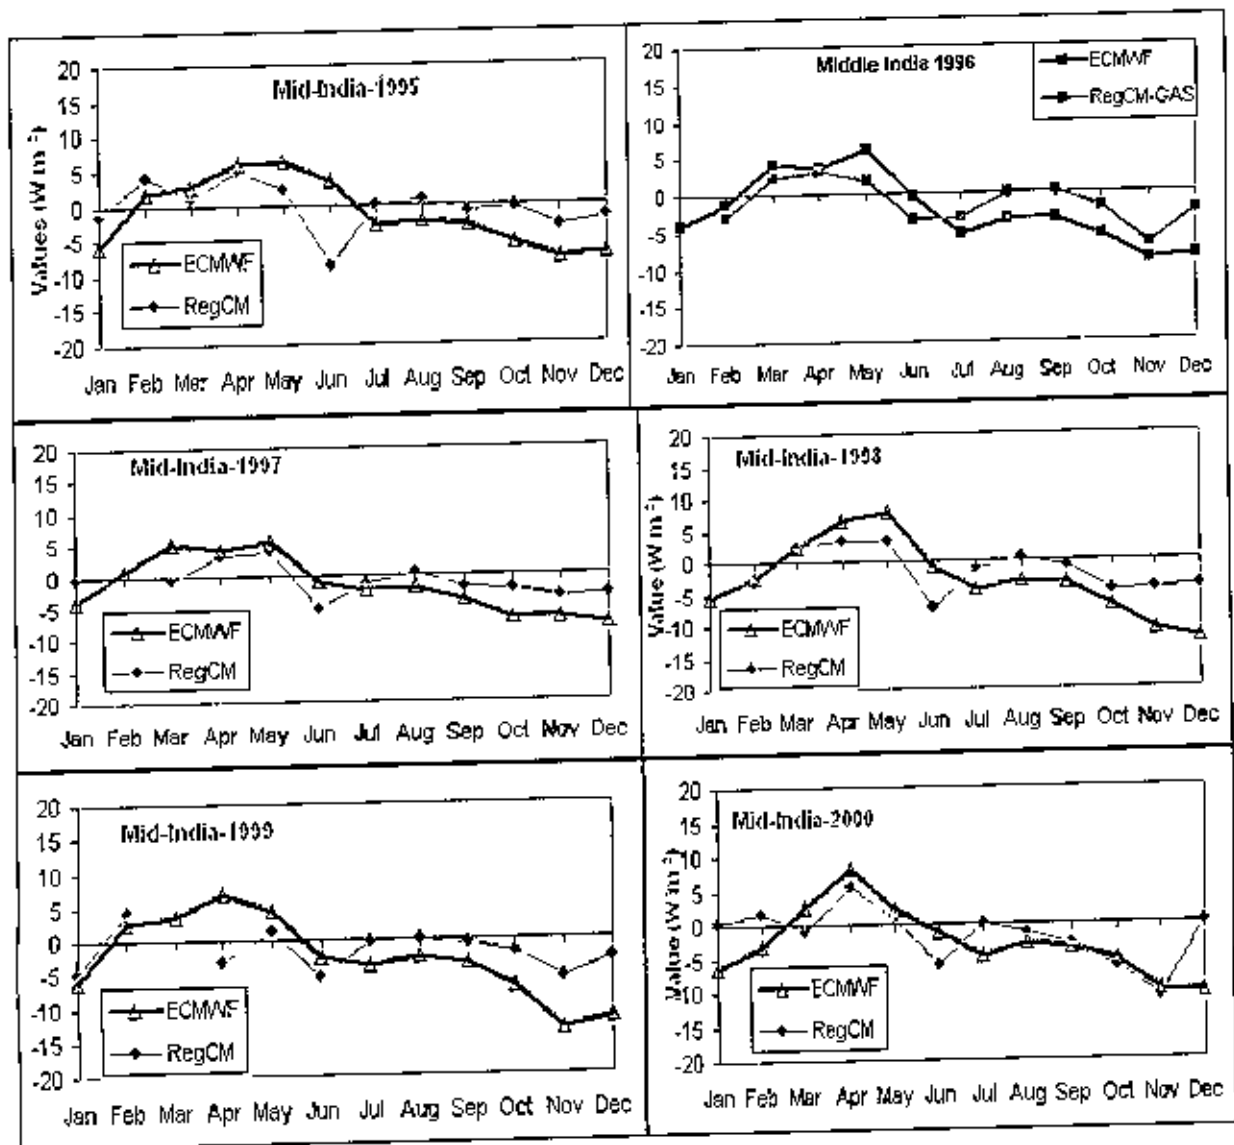 Mid-India-1995
Values (W m⁻²)
20
15
10
5
0
-5
-10
-15
-20
ECMWF
RegCM
Jan Feb Mar Apr May Jun Jul Aug Sep Oct Nov Dec
Middle India 1996
ECMWF
RegCM-GAS
20
15
10
5
0
-5
-10
-15
-20
Jan Feb Mar Apr May Jun Jul Aug Sep Oct Nov Dec
Mid-India-1997
20
15
10
5
0
-5
-10
-15
-20
ECMWF
RegCM
Jan Feb Mar Apr May Jun Jul Aug Sep Oct Nov Dec
Mid-India-1998
Value (W m⁻²)
20
15
10
5
0
-5
-10
-15
-20
ECMWF
RegCM
Jan Feb Mar Apr May Jun Jul Aug Sep Oct Nov Dec
Mid-India-1999
20
15
10
5
0
-5
-10
-15
-20
ECMWF
RegCM
Jan Feb Mar Apr May Jun Jul Aug Sep Oct Nov Dec
Mid-India-2000
Value (W m⁻²)
20
15
10
5
0
-5
-10
-15
-20
ECMWF
RegCM
Jan Feb Mar Apr May Jun Jul Aug Sep Oct Nov Dec